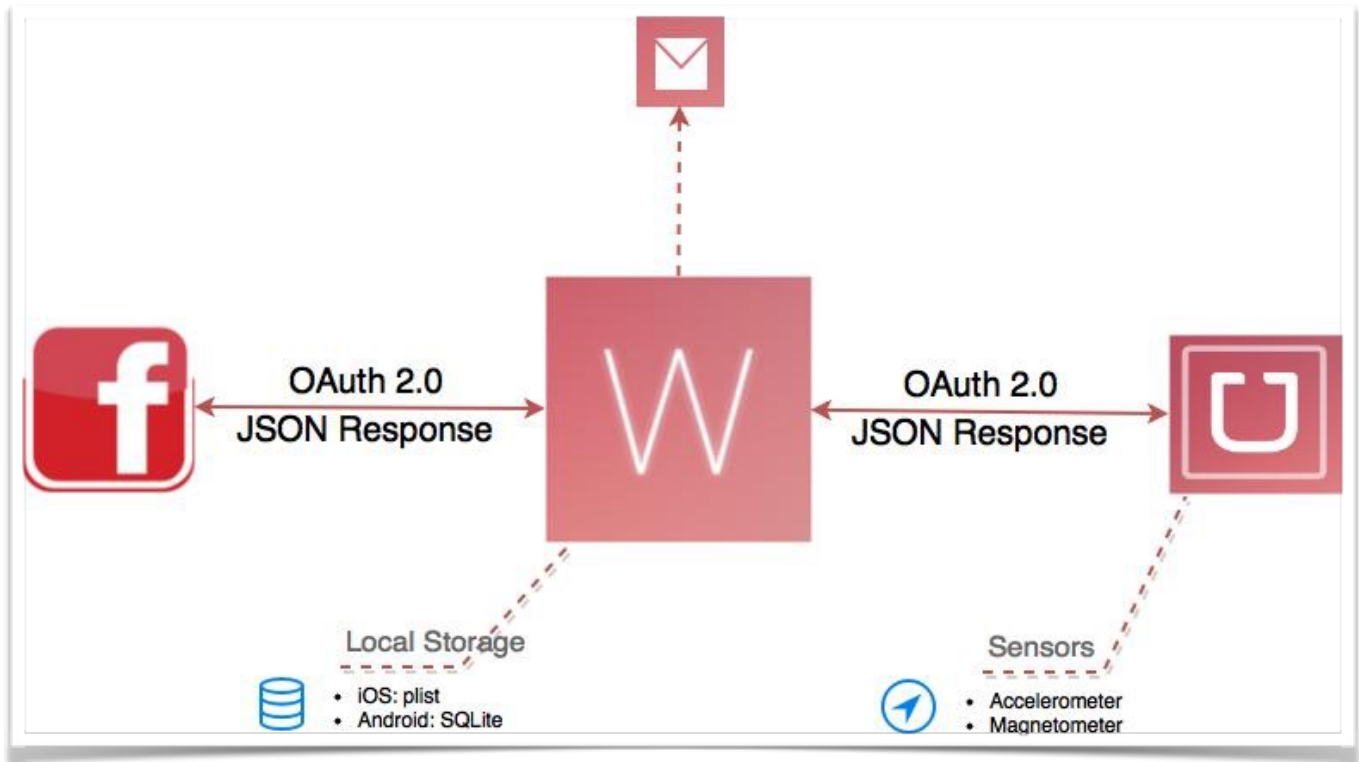 f
OAuth 2.0
JSON Response
W
OAuth 2.0
JSON Response
U
Local Storage
• iOS: plist
• Android: SQLite
Sensors
• Accelerometer
• Magnetometer